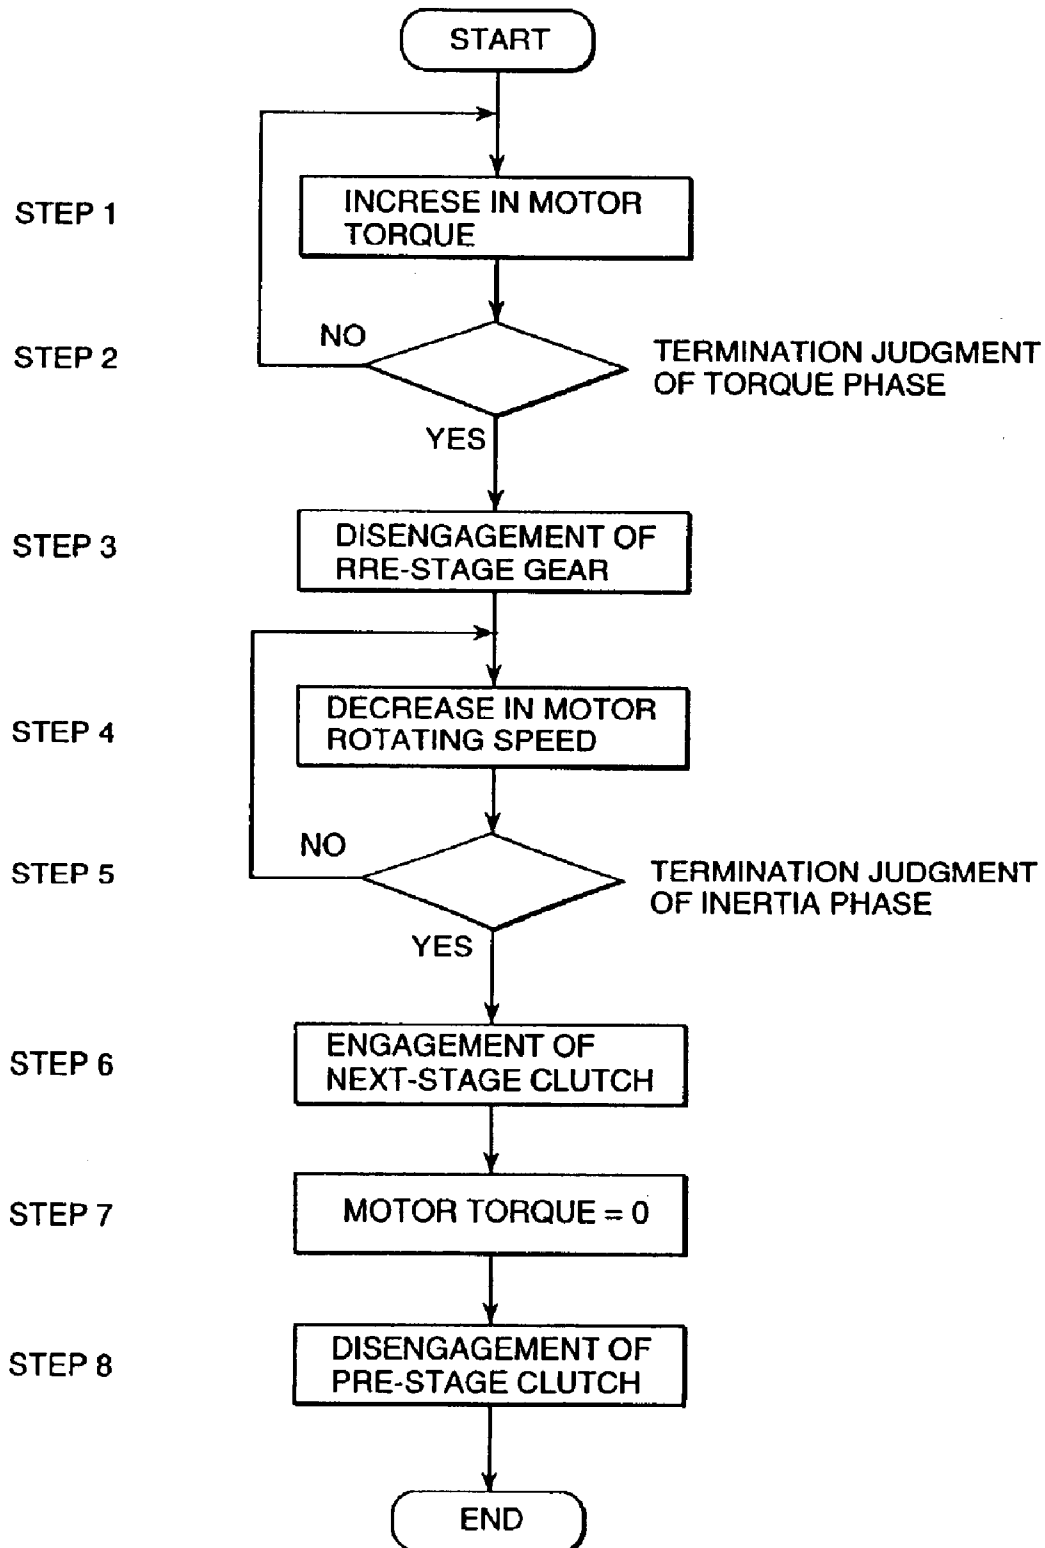 START
STEP 1
INCRESE IN MOTOR
TORQUE
STEP 2
NO
TERMINATION JUDGMENT
OF TORQUE PHASE
YES
STEP 3
DISENGAGEMENT OF
RRE-STAGE GEAR
STEP 4
DECREASE IN MOTOR
ROTATING SPEED
STEP 5
NO
TERMINATION JUDGMENT
OF INERTIA PHASE
YES
STEP 6
ENGAGEMENT OF
NEXT-STAGE CLUTCH
STEP 7
MOTOR TORQUE = 0
STEP 8
DISENGAGEMENT OF
PRE-STAGE CLUTCH
END